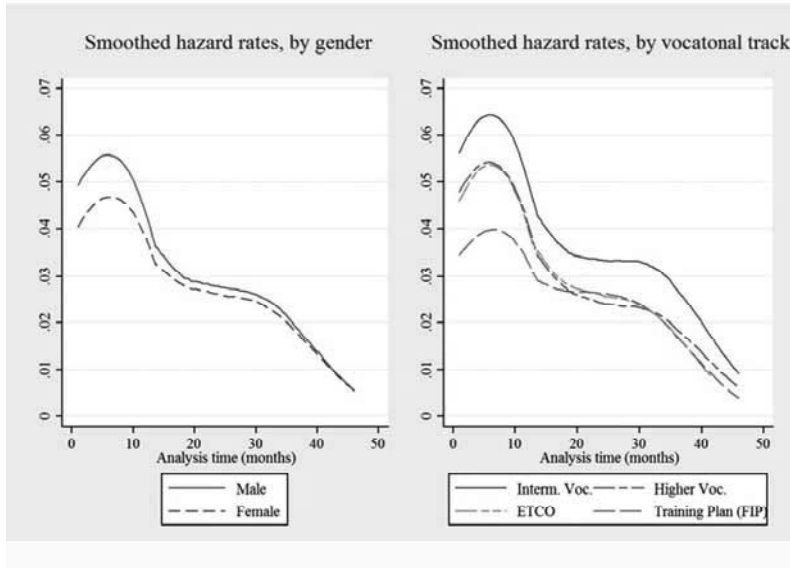 Smoothed hazard rates, by gender
.07
.06
.05
.04
.03
.02
.01
0
0 10 20 30 40 50
Analysis time (months)
Male
Female
Smoothed hazard rates, by vocatonal track
.07
.06
.05
.04
.03
.02
.01
0
0 10 20 30 40 50
Analysis time (months)
Interm. Voc. Higher Voc.
ETCO Training Plan (FIP)